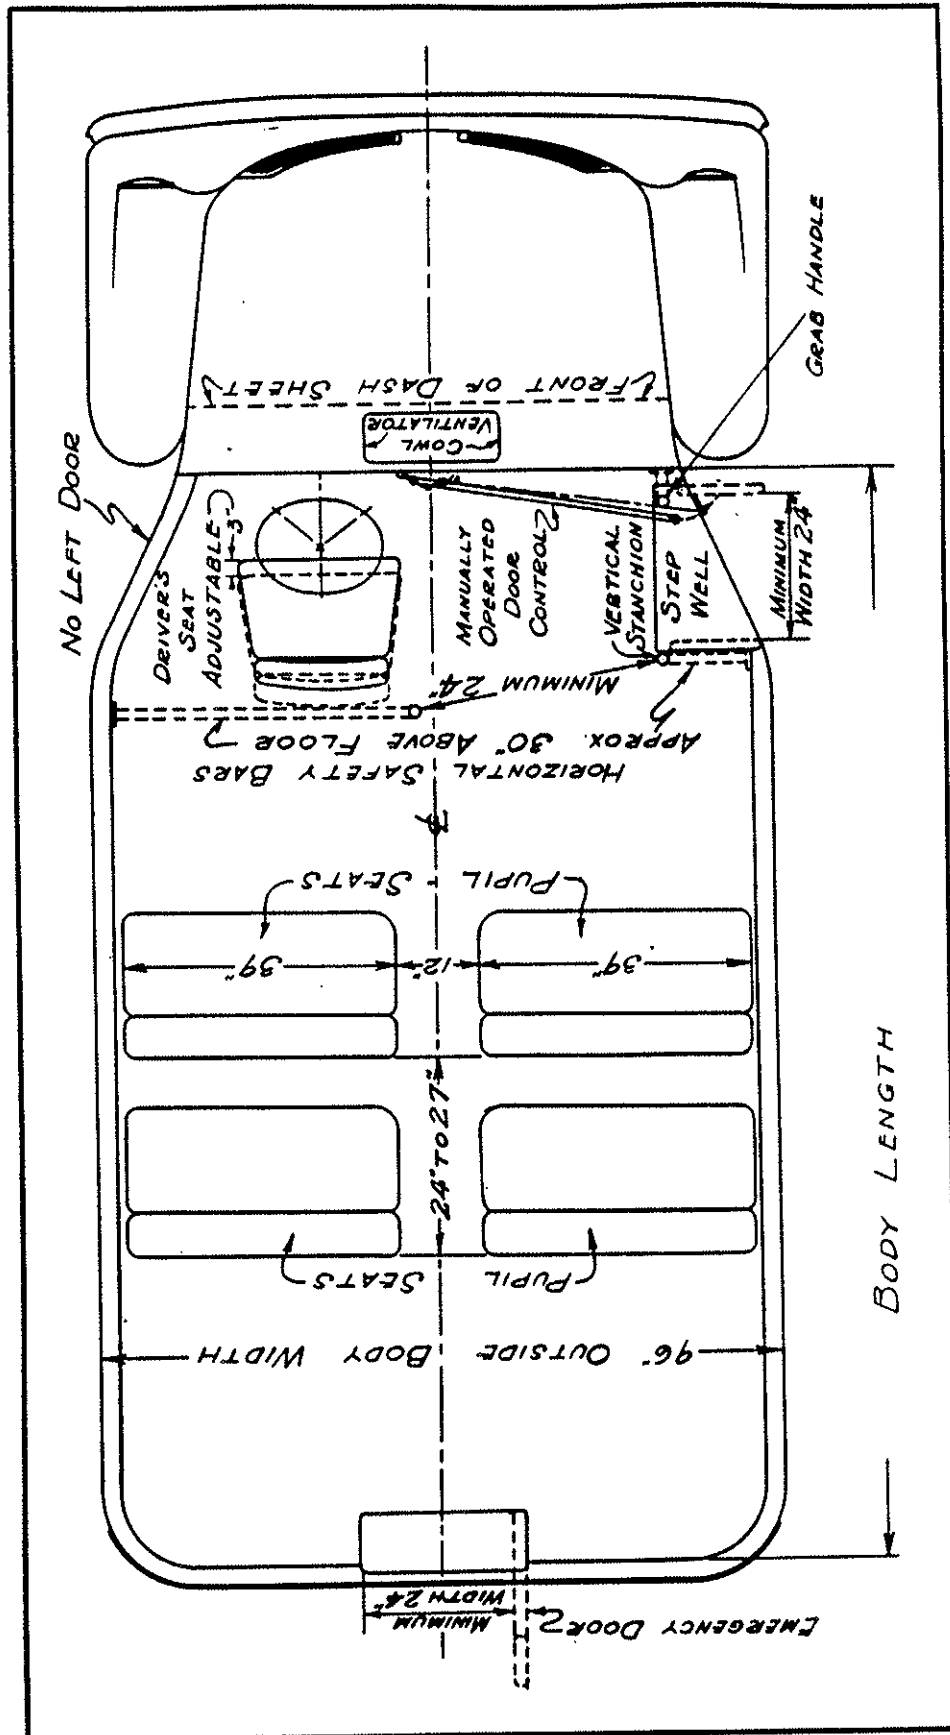 FRONT OF DASH SHEET
COWL
VENTILATOR
GRAB HANDLE
NO LEFT DOOR
DRIVER'S
SEAT
ADJUSTABLE
3"
MANUALLY
OPERATED
DOOR
CONTROL
VERTICAL
STANCHION
STEP
WELL
MINIMUM
WIDTH 24"
MINIMUM
24"
HORIZONTAL SAFETY BARS
APPROX. 30" ABOVE FLOOR
PUPIL - SEATS
39"
12"
39"
24" TO 27"
PUPIL SEATS
96" OUTSIDE BODY WIDTH
BODY LENGTH
MINIMUM
WIDTH 24"
EMERGENCY DOOR